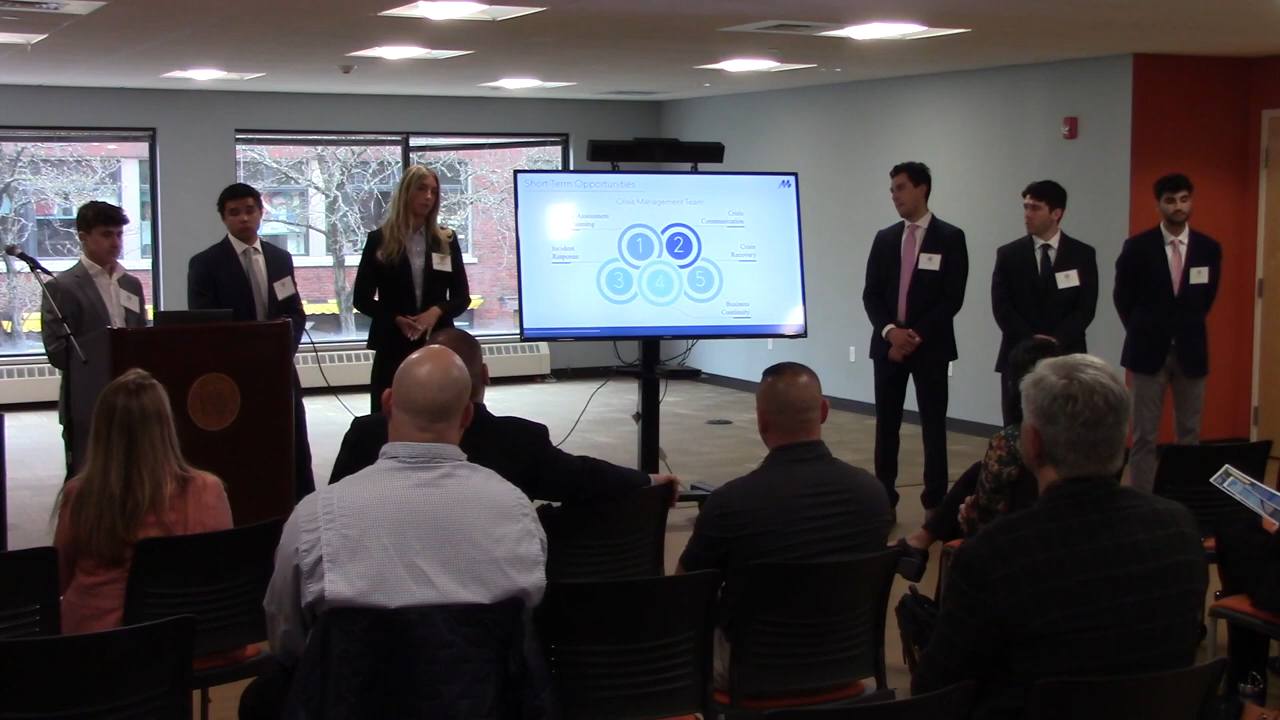 Short-Term Opportunities
Crisis Management Team
Assessment
Crisis
Communication
Incident
Response
Crisis
Recovery
Business
Continuity
1
2
3
4
5